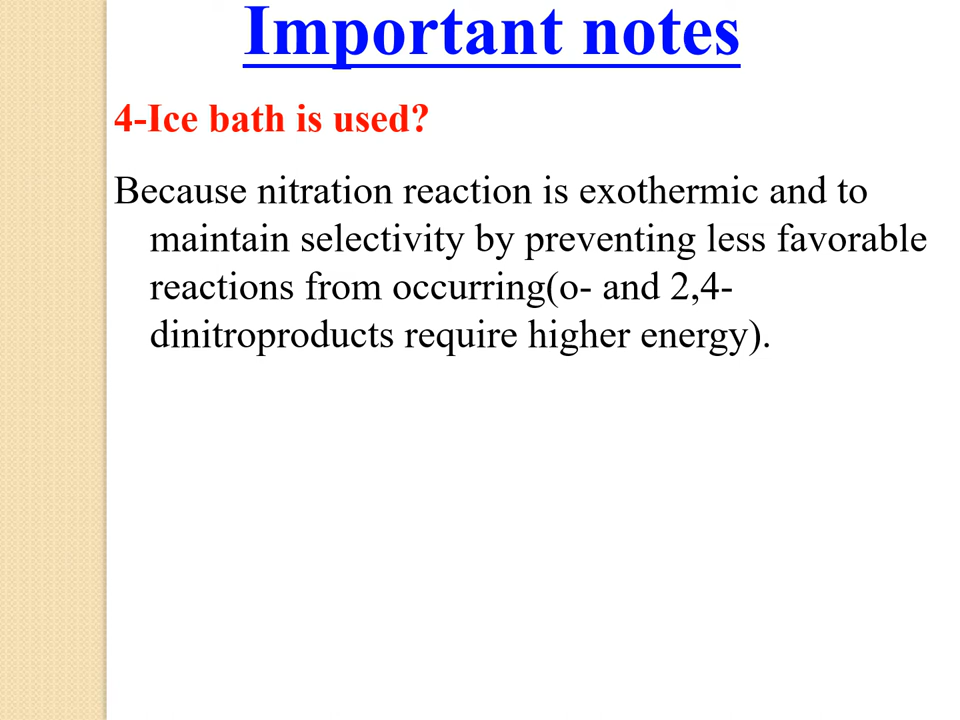 Important notes
4-Ice bath is used?
Because nitration reaction is exothermic and to
maintain selectivity by preventing less favorable
reactions from occurring(o- and 2,4-
dinitroproducts require higher energy).